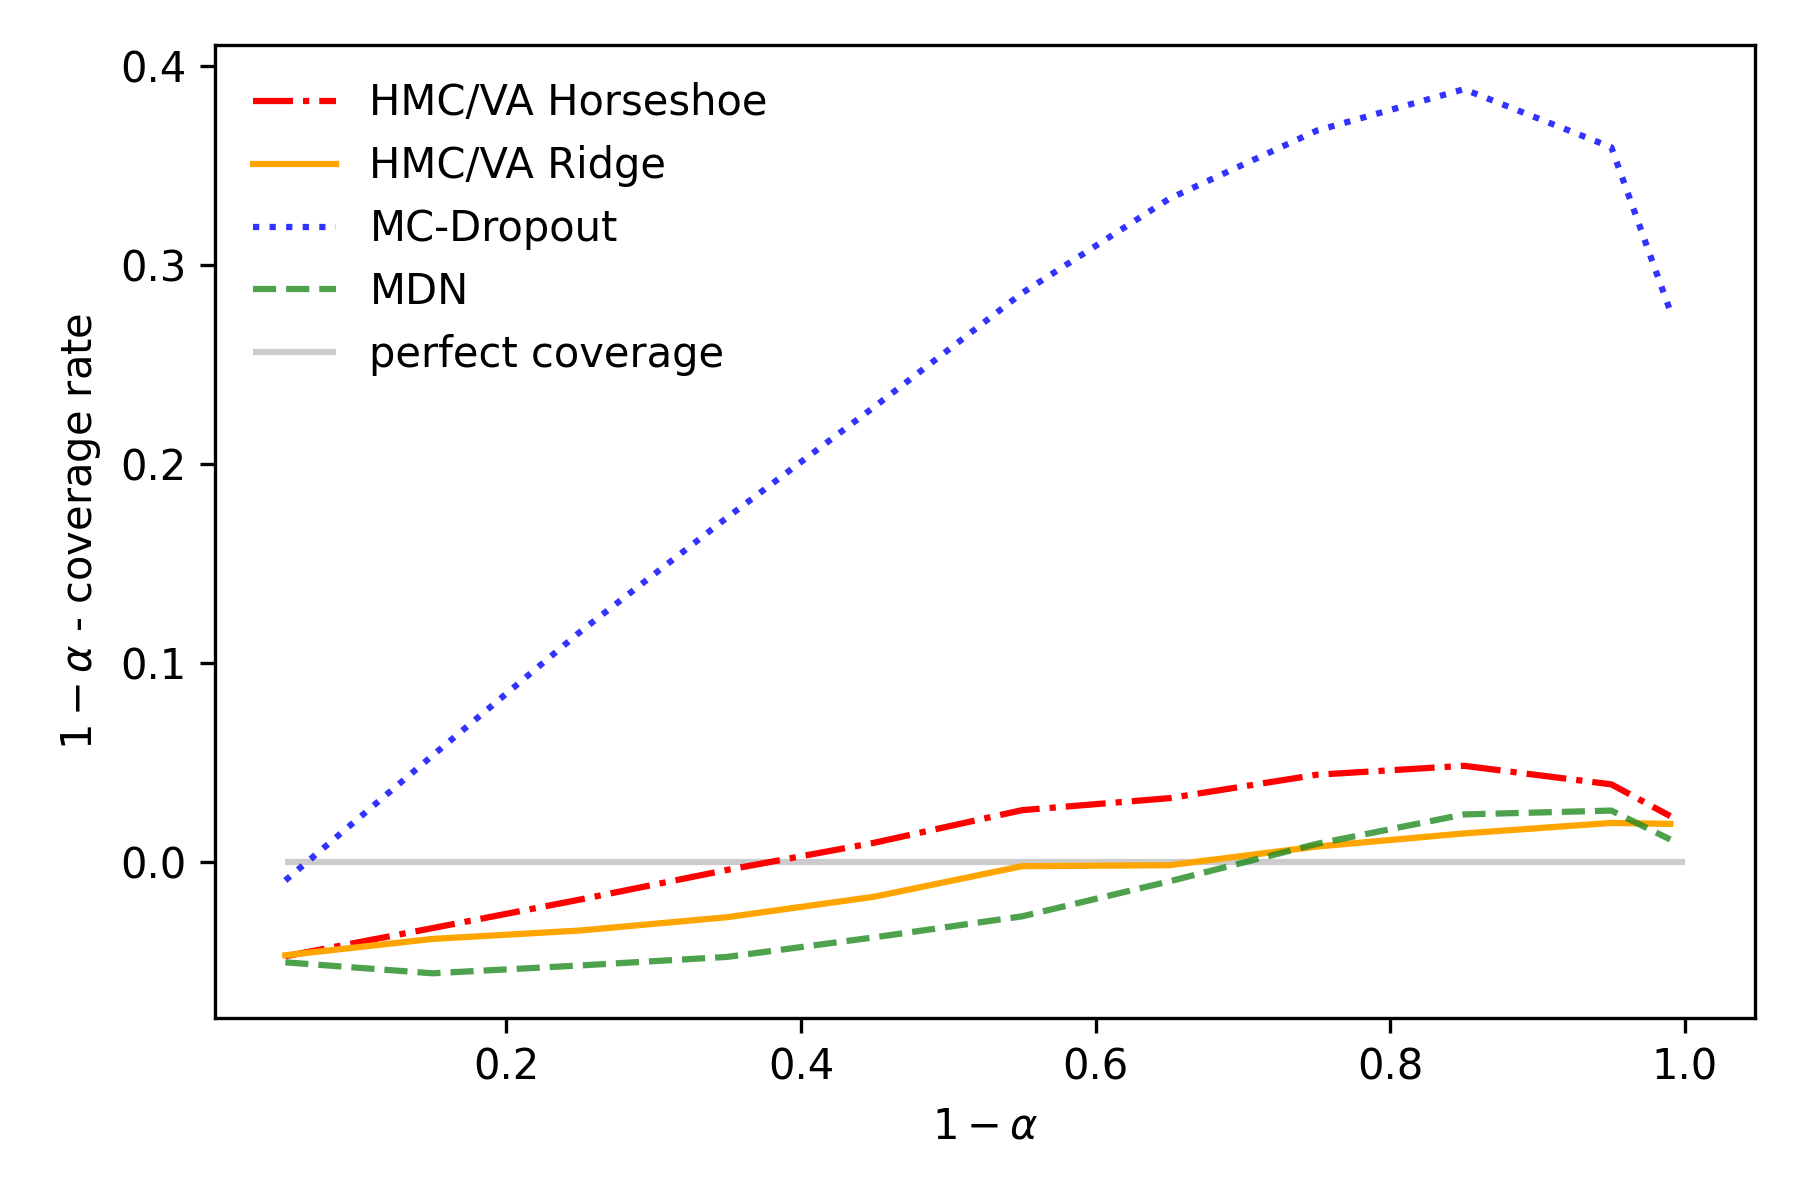 0.4
0.3
0.2
0.1
0.0
1 − α - coverage rate
HMC/VA Horseshoe
HMC/VA Ridge
MC-Dropout
MDN
perfect coverage
0.2
0.4
0.6
0.8
1.0
1 − α